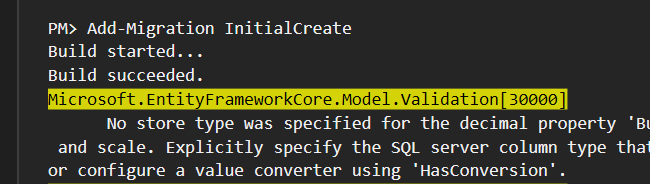 PM> Add-Migration InitialCreate
Build started...
Build succeeded.
Microsoft.EntityFrameworkCore.Model.Validation[30000]
No store type was specified for the decimal property 'Bu
and scale. Explicitly specify the SQL server column type that
or configure a value converter using 'HasConversion'.